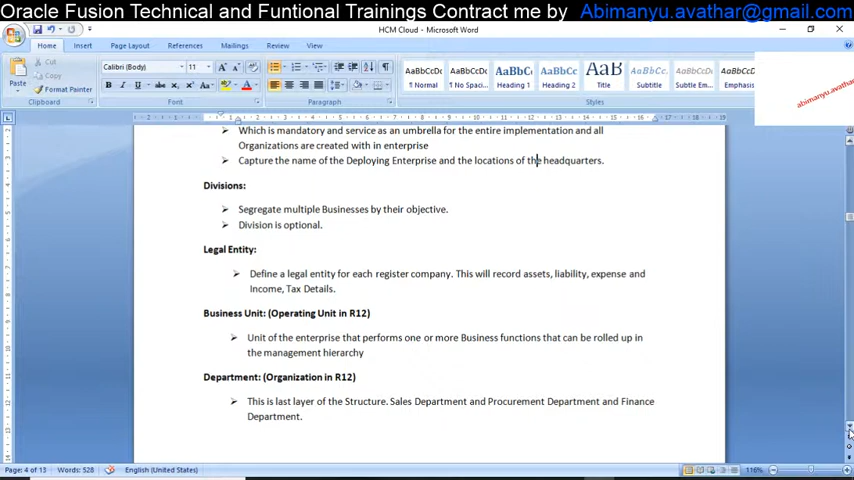 Oracle Fusion Technical and Funtional Trainings Contract me by Abimanyu.avathar@gmail.com
HCM Cloud - Microsoft Word
Home Insert Page Layout References Mailings Review View
Paste
Cut
Copy
Format Painter
Calibri (Body) 11
B I U abc
AaBbCcDc AaBbCcDc AaBbCc AaBbCc AaB AaBbCc. AaBbCcDc AaBbCcDc
¶ Normal ¶ No Spaci... Heading 1 Heading 2 Title Subtitle Subtle Em... Emphasis
Clipboard Font Paragraph Styles
abimanyu.avathar
Which is mandatory and service as an umbrella for the entire implementation and all
Organizations are created with in enterprise
Capture the name of the Deploying Enterprise and the locations of the headquarters.
Divisions:
Segregate multiple Businesses by their objective.
Division is optional.
Legal Entity:
Define a legal entity for each register company. This will record assets, liability, expense and
Income, Tax Details.
Business Unit: (Operating Unit in R12)
Unit of the enterprise that performs one or more Business functions that can be rolled up in
the management hierarchy
Department: (Organization in R12)
This is last layer of the Structure. Sales Department and Procurement Department and Finance
Department.
Page: 4 of 13 Words: 528 English (United States) 116%